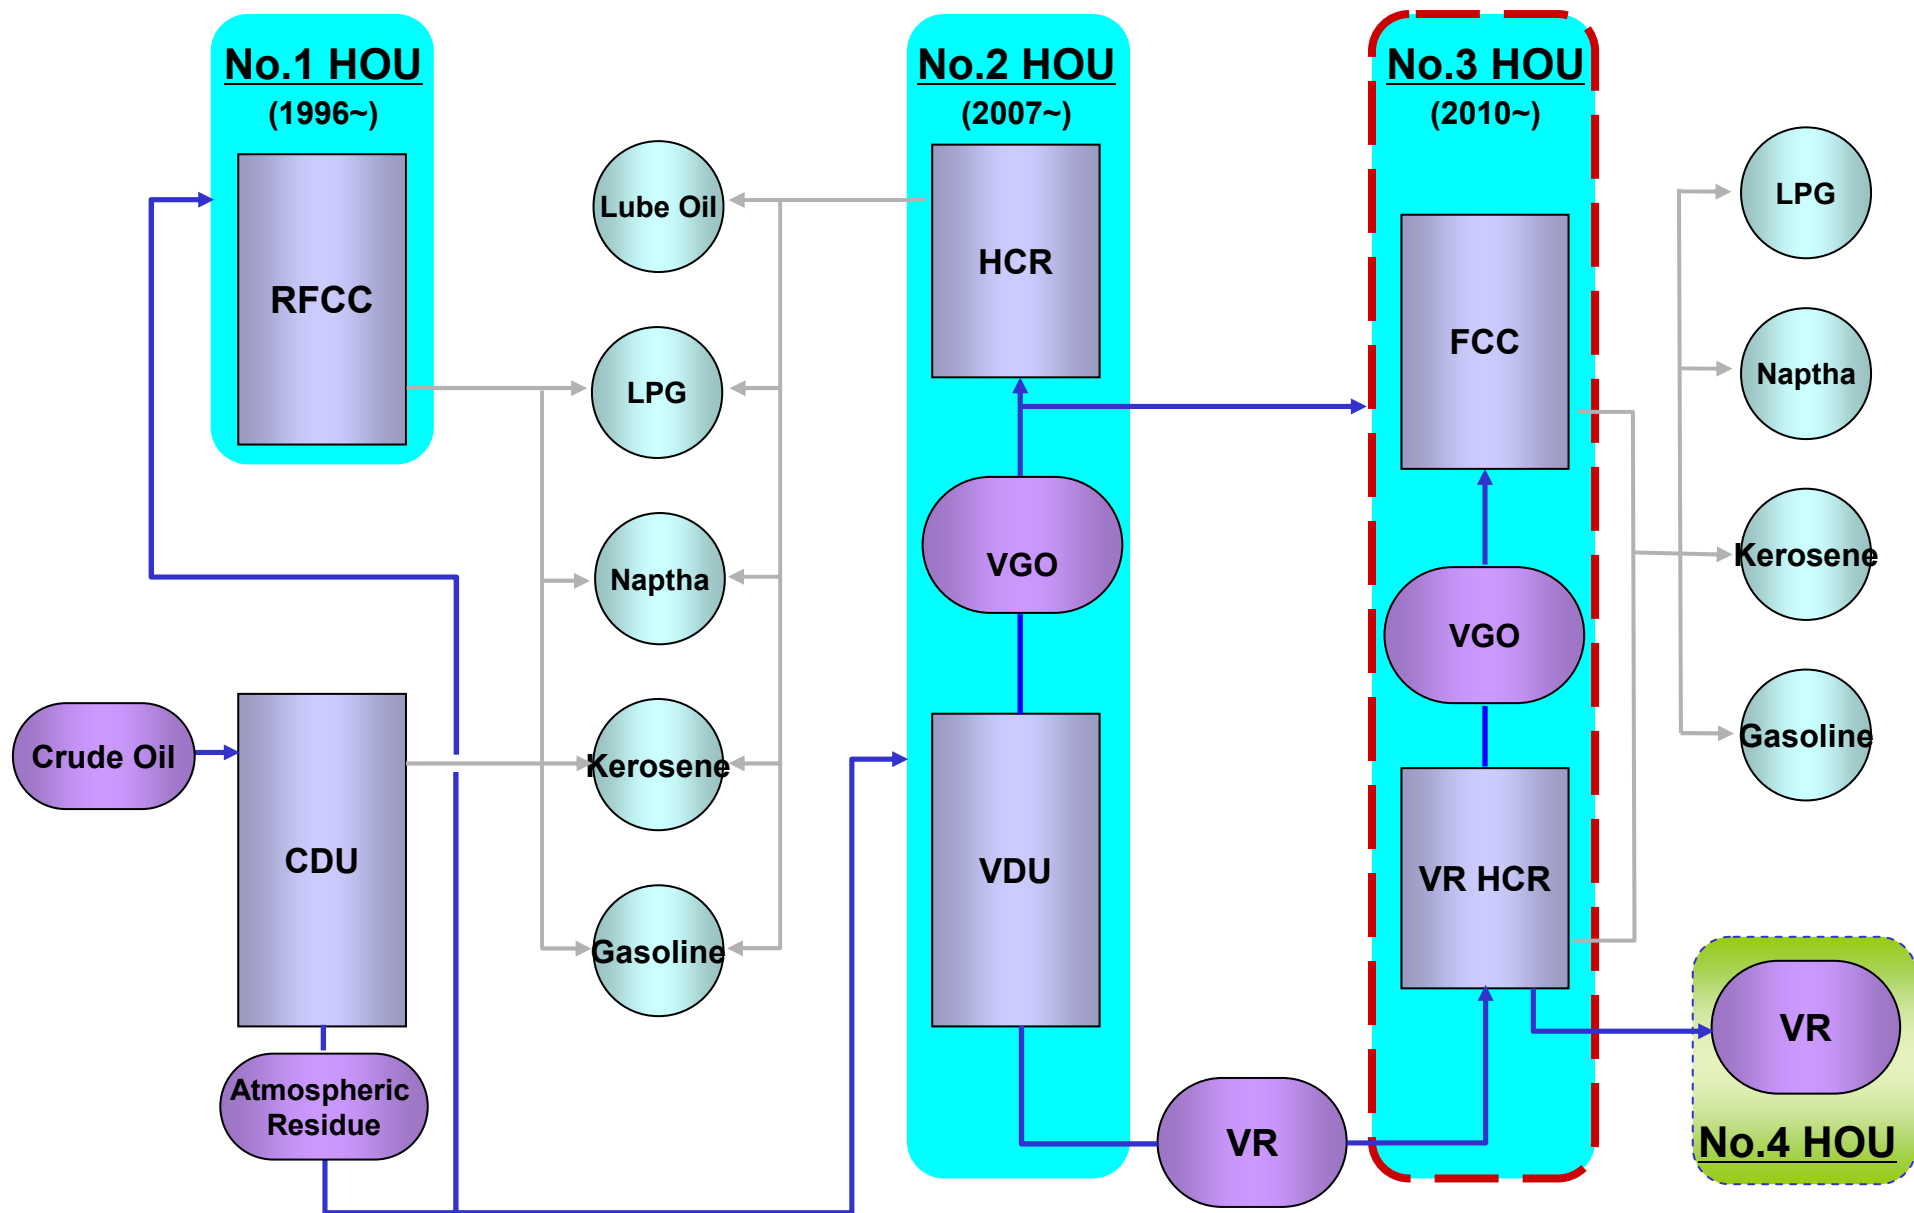 No.1 HOU
(1996~)
RFCC
Crude Oil
CDU
Atmospheric
Residue
Lube Oil
LPG
Naptha
Kerosene
Gasoline
No.2 HOU
(2007~)
HCR
VGO
VDU
VR
No.3 HOU
(2010~)
FCC
VGO
VR HCR
LPG
Naptha
Kerosene
Gasoline
VR
No.4 HOU